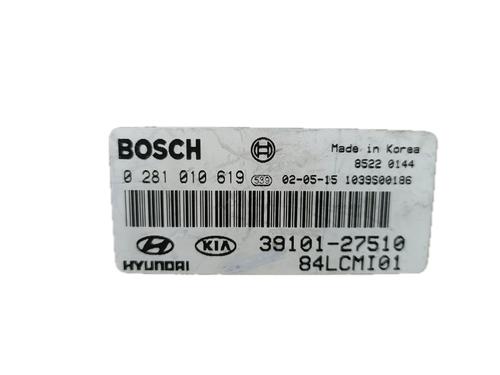 BOSCH
Made in Korea
8522 0144
0 281 010 619 539 02-05-15 1039S00186
HYUNDAI KIA 39101-27510
84LCMI01